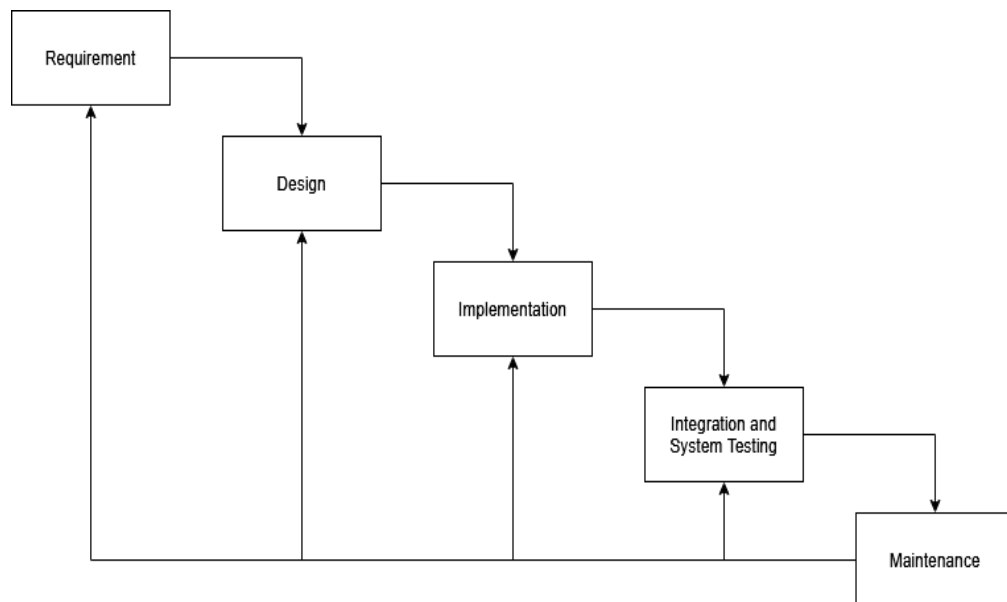 Requirement
Design
Implementation
Integration and
System Testing
Maintenance